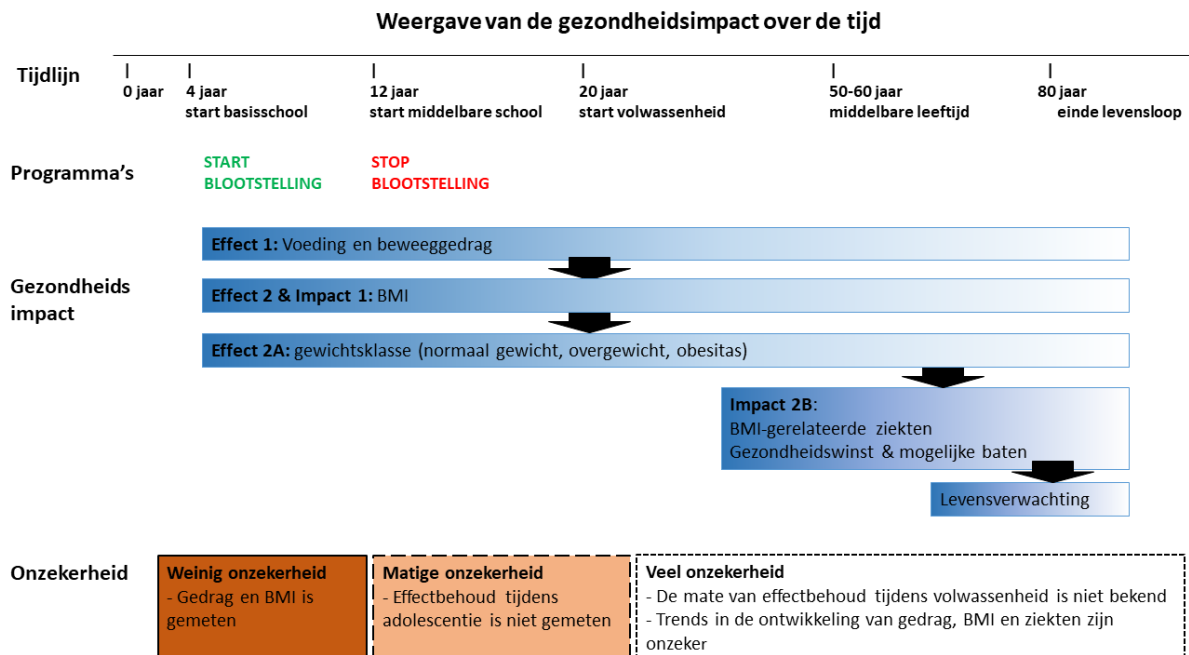 Weergave van de gezondheidsimpact over de tijd
Tijdlijn
0 jaar
4 jaar
start basisschool
12 jaar
start middelbare school
20 jaar
start volwassenheid
50-60 jaar
middelbare leeftijd
80 jaar
einde levensloop
Programma's
START
BLOOTSTELLING
STOP
BLOOTSTELLING
Gezondheids
impact
Effect 1: Voeding en beweeggedrag
Effect 2 & Impact 1: BMI
Effect 2A: gewichtsklasse (normaal gewicht, overgewicht, obesitas)
Impact 2B:
BMI-gerelateerde ziekten
Gezondheidswinst & mogelijke baten
Levensverwachting
Onzekerheid
Weinig onzekerheid
- Gedrag en BMI is
gemeten
Matige onzekerheid
- Effectbehoud tijdens
adolescentie is niet gemeten
Veel onzekerheid
- De mate van effectbehoud tijdens volwassenheid is niet bekend
- Trends in de ontwikkeling van gedrag, BMI en ziekten zijn
onzeker